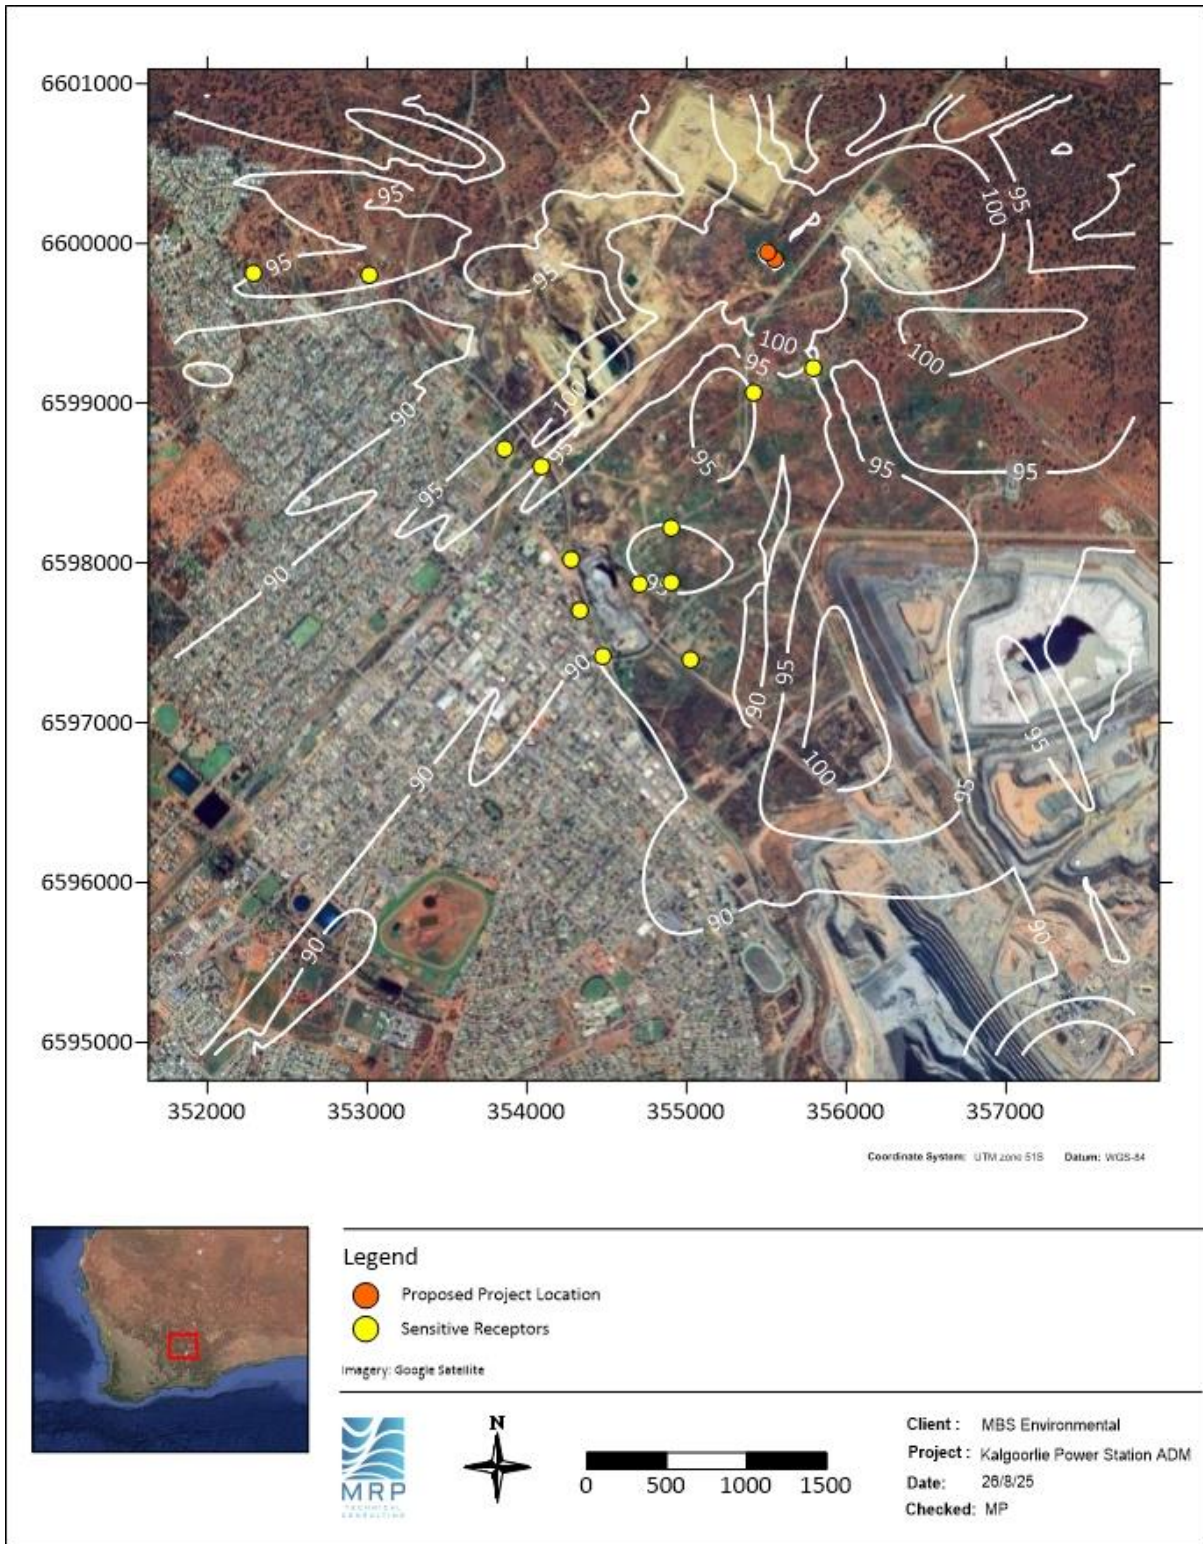 6601000
6600000
6599000
6598000
6597000
6596000
6595000
95
95
95
100
95
100
95
100
100
90
95
95
95
95
95
90
95
90
90
95
100
95
95
90
90
90
90
352000 353000 354000 355000 356000 357000
Coordinate System: UTM zone 51S Datum: WGS-84
Legend
Proposed Project Location
Sensitive Receptors
Imagery: Google Satellite
MRP
TECHNICAL
CONSULTING
N
0 500 1000 1500
Client : MBS Environmental
Project : Kalgoorlie Power Station ADM
Date: 26/8/25
Checked: MP